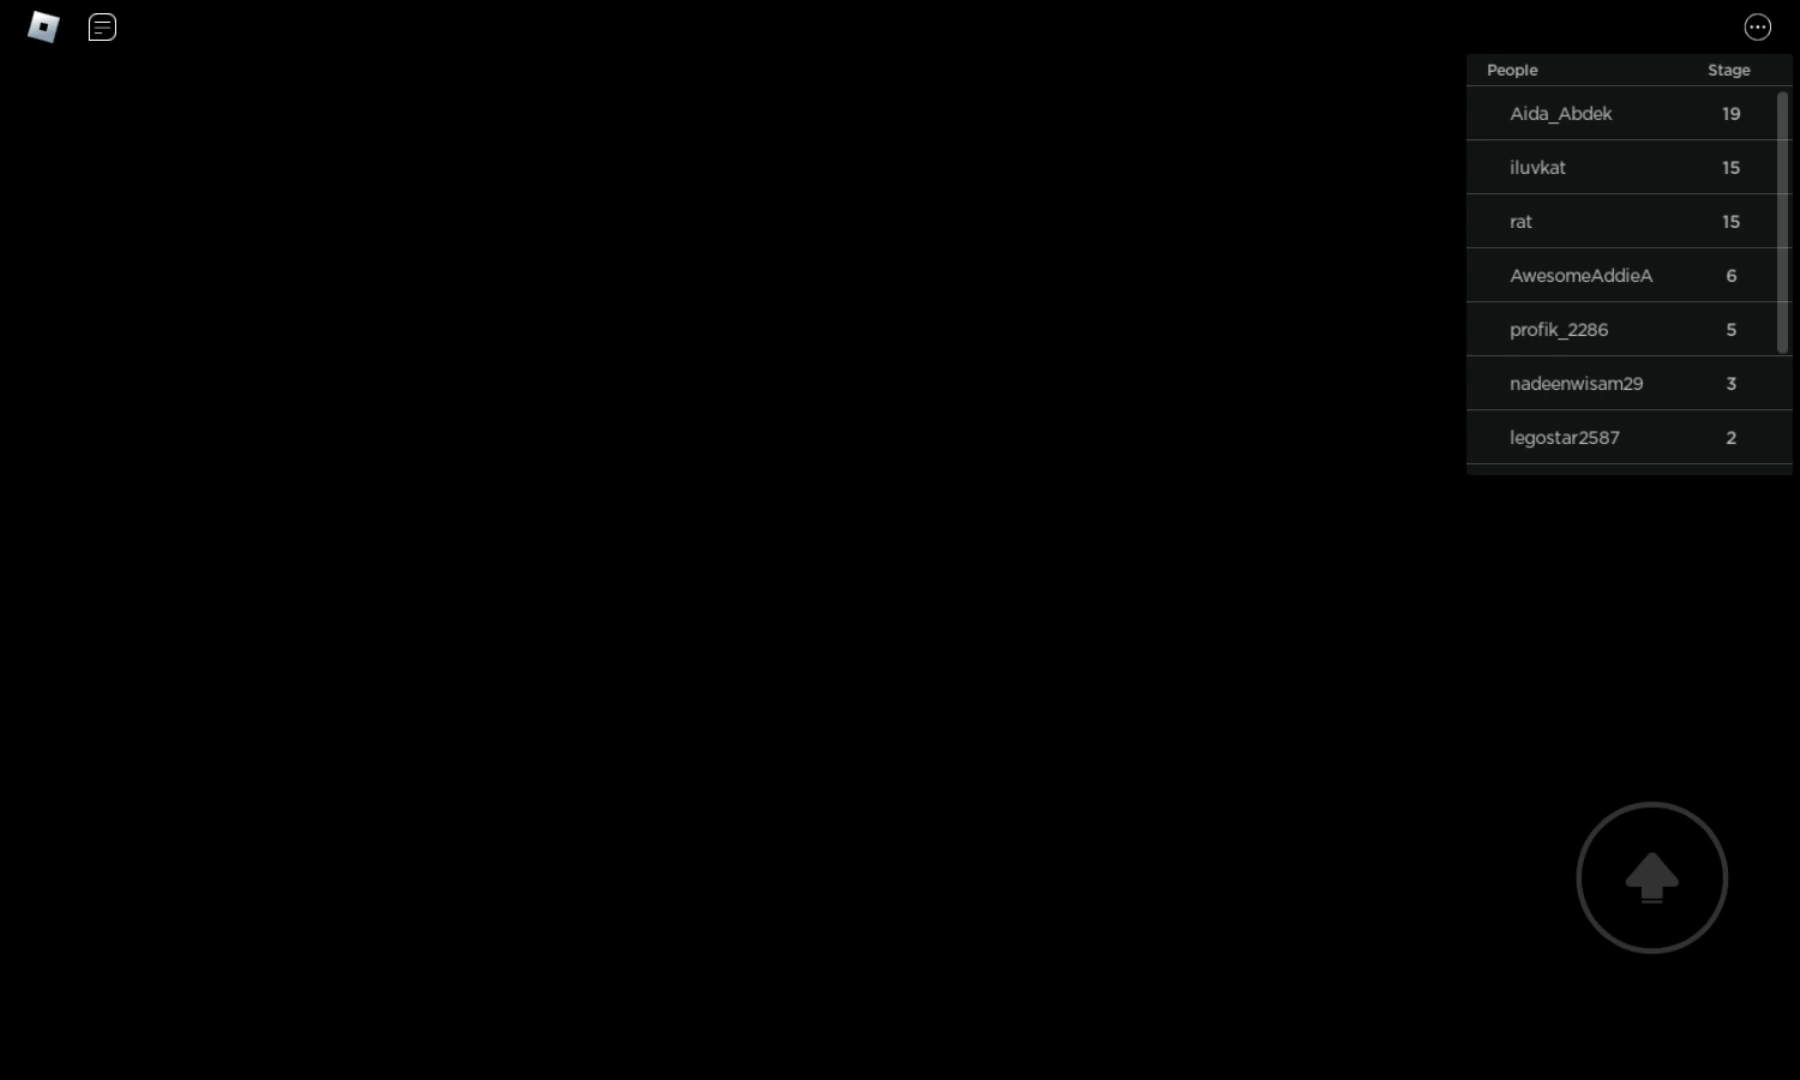 People Stage
Aida_Abdek 19
iluvkat 15
rat 15
AwesomeAddieA 6
profik_2286 5
nadeenwisam29 3
legostar2587 2